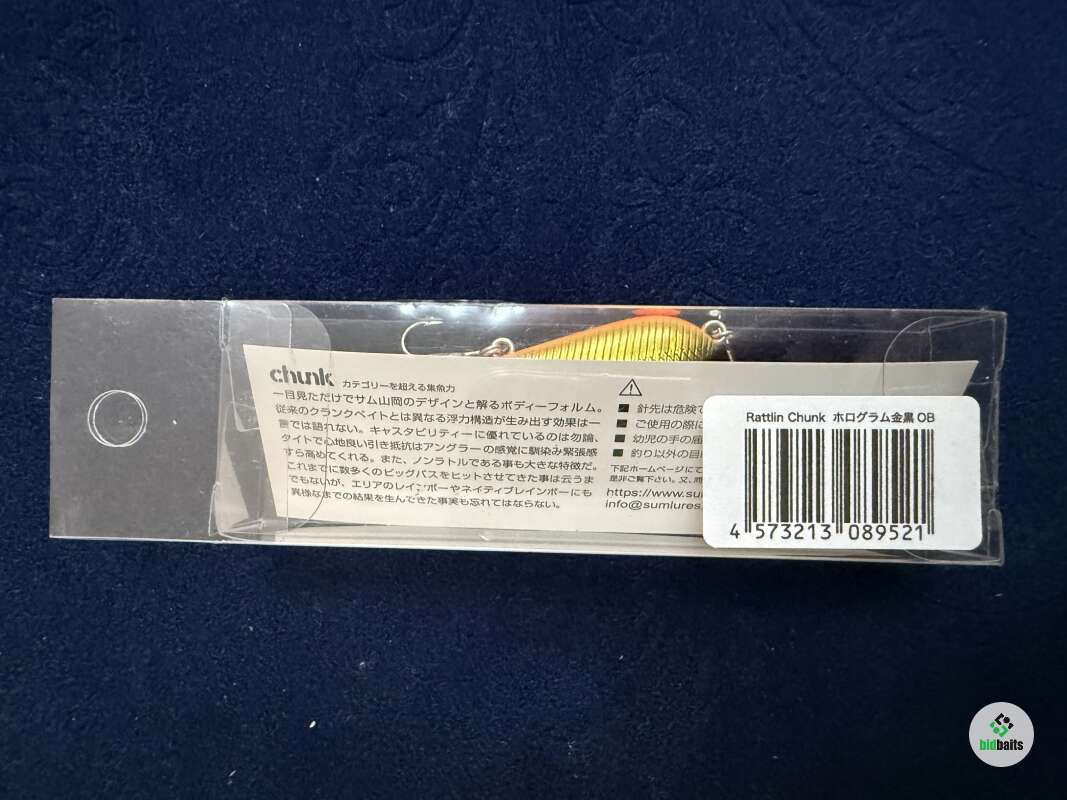 chunk カテゴリーを超える集魚力
一目見ただけでサム山岡のデザインと解るボディーフォルム。
従来のクランクベイトとは異なる浮力構造が生み出す効果は一
言では語れない。キャスタビリティーに優れているのは勿論、
タイトで心地良い引き抵抗はアングラーの感覚に馴染み緊張感
すら高めてくれる。また、ノンラトルである事も大きな特徴だ。
これまでに数多くのビッグバスをヒットさせてきた事は云うま
でもないが、エリアのレインボーやネイティブレインボーにも
異様なまでの結果を生んできた事実も忘れてはならない。
針先は危険で
ご使用の際に
幼児の手の届
釣り以外の目
下記ホームページにて
是非ご覧下さい。又、
https://www.su
info@sumlures.
Rattlin Chunk ホログラム金黒 OB
4 573213 089521
bidbaits